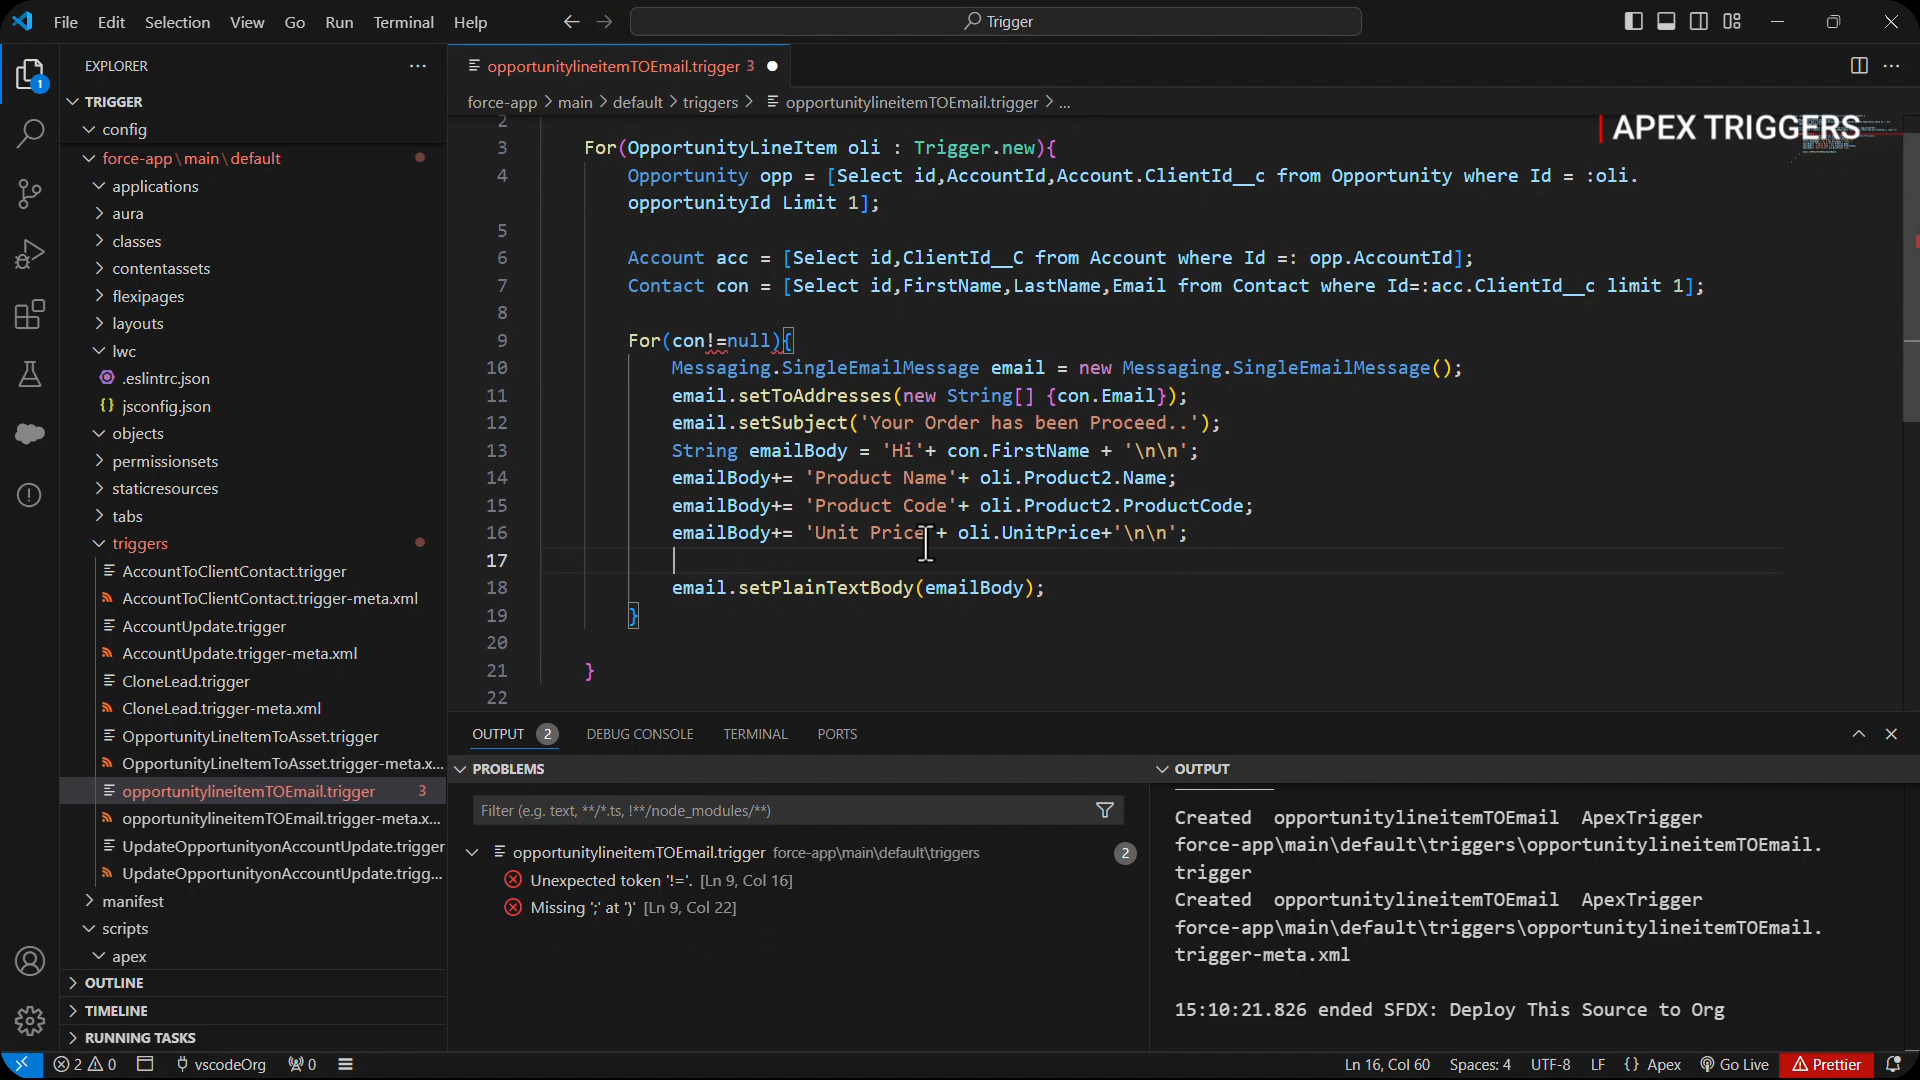 File Edit Selection View Go Run Terminal Help
Trigger
EXPLORER
1
TRIGGER
config
force-app\main\default
applications
aura
classes
contentassets
flexipages
layouts
lwc
.eslintrc.json
jsconfig.json
objects
permissionsets
staticresources
tabs
triggers
AccountToClientContact.trigger
AccountToClientContact.trigger-meta.xml
AccountUpdate.trigger
AccountUpdate.trigger-meta.xml
CloneLead.trigger
CloneLead.trigger-meta.xml
OpportunityLineItemToAsset.trigger
OpportunityLineItemToAsset.trigger-meta.x...
opportunitylineitemTOEmail.trigger 3
opportunitylineitemTOEmail.trigger-meta.x...
UpdateOpportunityonAccountUpdate.trigger
UpdateOpportunityonAccountUpdate.trigg...
manifest
scripts
apex
OUTLINE
TIMELINE
RUNNING TASKS
opportunitylineitemTOEmail.trigger 3
force-app > main > default > triggers > opportunitylineitemTOEmail.trigger > ...
APEX TRIGGERS
2
3 For(OpportunityLineItem oli : Trigger.new){
4 Opportunity opp = [Select id,AccountId,Account.ClientId__c from Opportunity where Id = :oli.
opportunityId Limit 1];
5
6 Account acc = [Select id,ClientId__C from Account where Id =: opp.AccountId];
7 Contact con = [Select id,FirstName,LastName,Email from Contact where Id=:acc.ClientId__c limit 1];
8
9 For(con!=null){
10 Messaging.SingleEmailMessage email = new Messaging.SingleEmailMessage();
11 email.setToAddresses(new String[] {con.Email});
12 email.setSubject('Your Order has been Proceed..');
13 String emailBody = 'Hi'+ con.FirstName + '\n\n';
14 emailBody+= 'Product Name'+ oli.Product2.Name;
15 emailBody+= 'Product Code'+ oli.Product2.ProductCode;
16 emailBody+= 'Unit Price'+ oli.UnitPrice+'\n\n';
17
18 email.setPlainTextBody(emailBody);
19 }
20
21 }
22
OUTPUT 2 DEBUG CONSOLE TERMINAL PORTS
PROBLEMS
Filter (e.g. text, **/*.ts, !**/node_modules/**)
opportunitylineitemTOEmail.trigger force-app\main\default\triggers 2
Unexpected token '!='. [Ln 9, Col 16]
Missing ';' at ')' [Ln 9, Col 22]
OUTPUT
Created opportunitylineitemTOEmail ApexTrigger
force-app\main\default\triggers\opportunitylineitemTOEmail.
trigger
Created opportunitylineitemTOEmail ApexTrigger
force-app\main\default\triggers\opportunitylineitemTOEmail.
trigger-meta.xml
15:10:21.826 ended SFDX: Deploy This Source to Org
2 0 vscodeOrg 0 Ln 16, Col 60 Spaces: 4 UTF-8 LF {} Apex Go Live Prettier